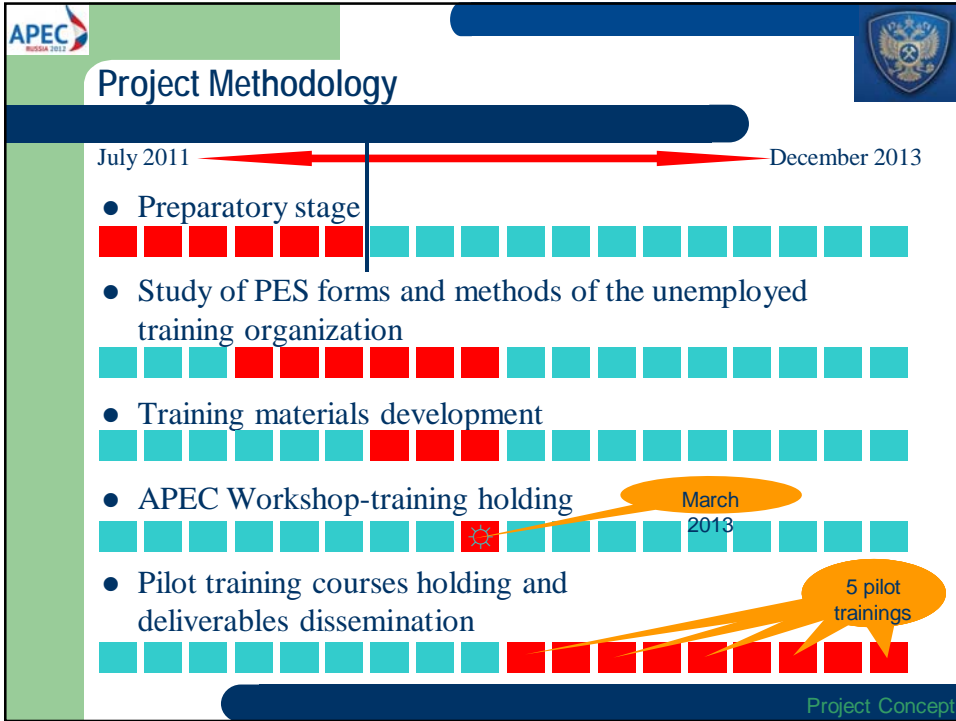 APEC
RUSSIA 2012
Project Methodology
July 2011
December 2013
● Preparatory stage
● Study of PES forms and methods of the unemployed
training organization
● Training materials development
● APEC Workshop-training holding
March
2013
● Pilot training courses holding and
deliverables dissemination
5 pilot
trainings
Project Concept